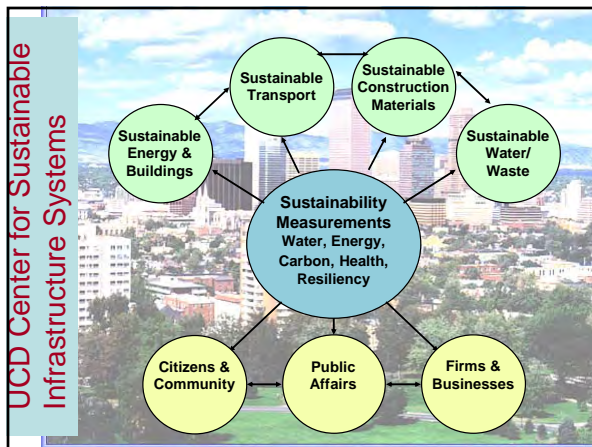 UCD Center for Sustainable
Infrastructure Systems
Sustainable
Transport
Sustainable
Construction
Materials
Sustainable
Energy &
Buildings
Sustainable
Water/
Waste
Sustainability
Measurements
Water, Energy,
Carbon, Health,
Resiliency
Citizens &
Community
Public
Affairs
Firms &
Businesses